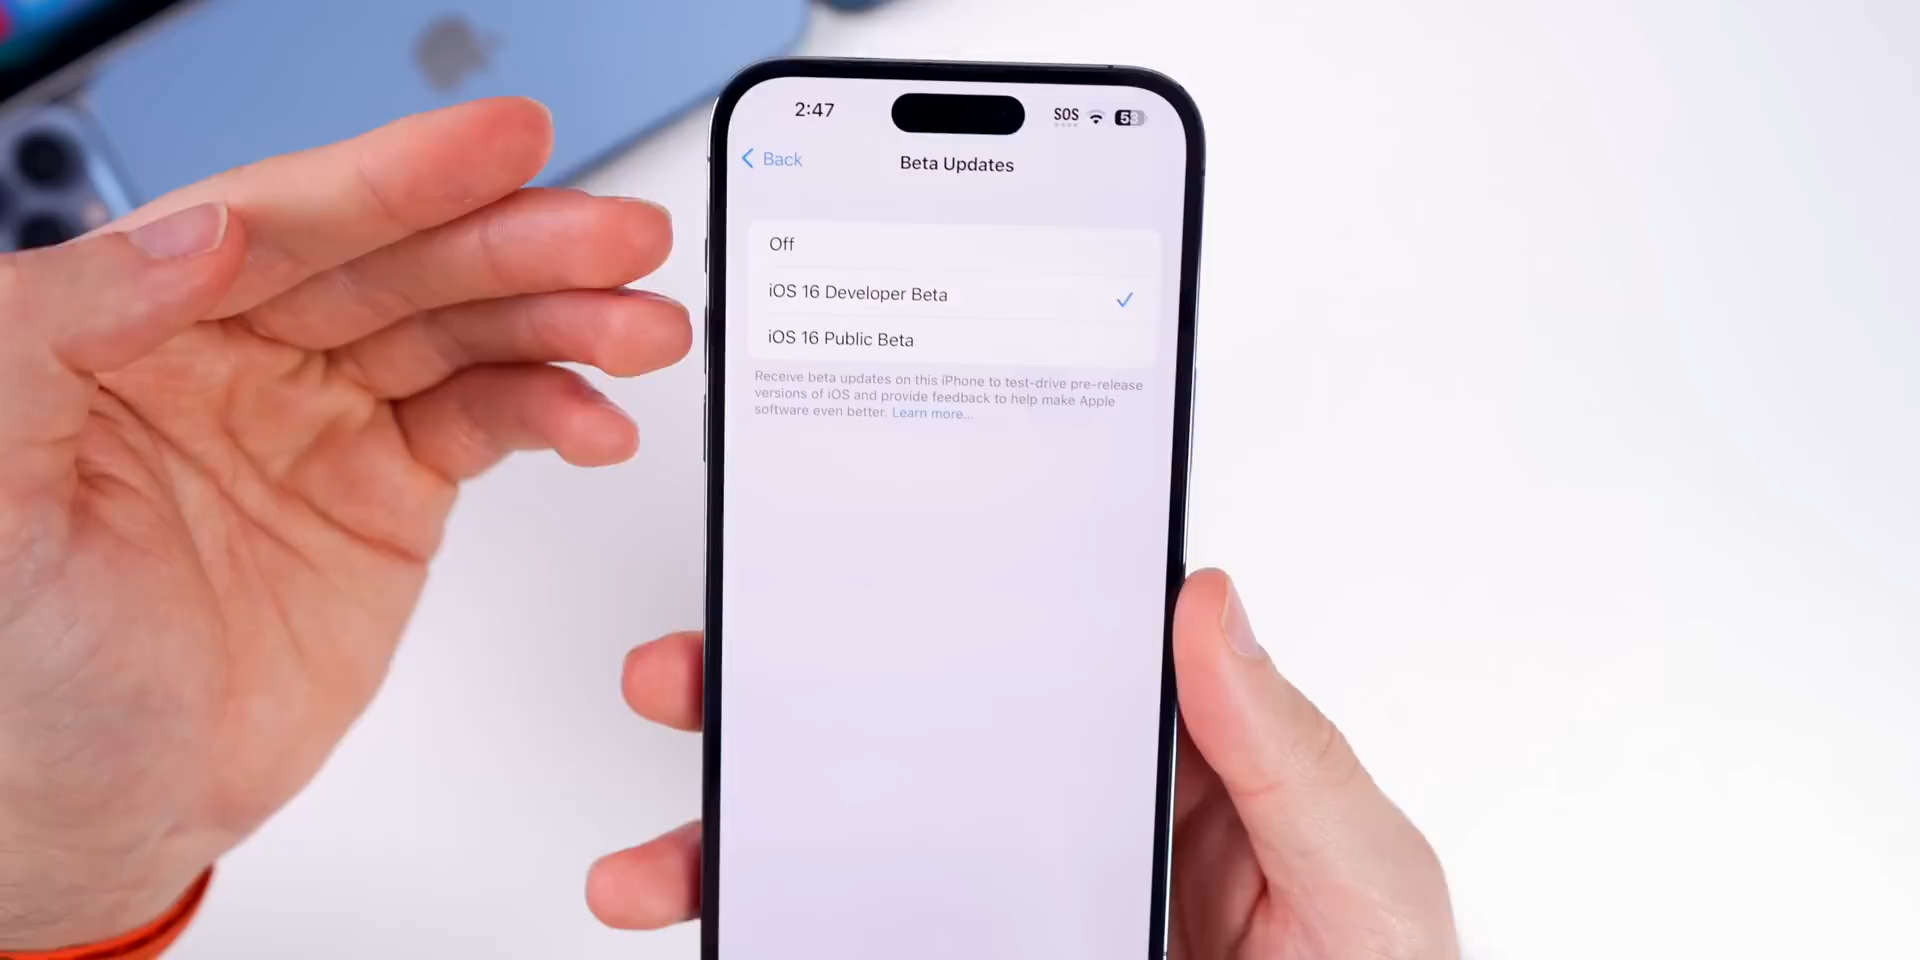 2:47
SOS
53
Back
Beta Updates
Off
iOS 16 Developer Beta
iOS 16 Public Beta
Receive beta updates on this iPhone to test-drive pre-release
versions of iOS and provide feedback to help make Apple
software even better. Learn more...